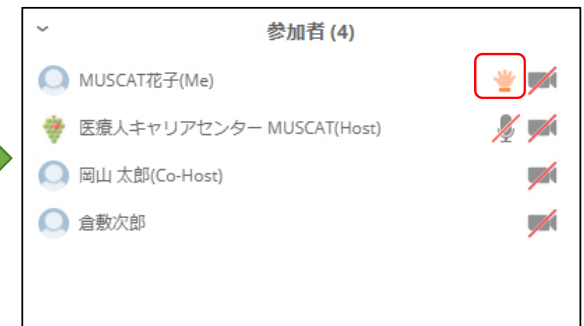 参加者 (4)
MUSCAT花子(Me)
医療人キャリアセンター MUSCAT(Host)
岡山 太郎(Co-Host)
倉敷次郎